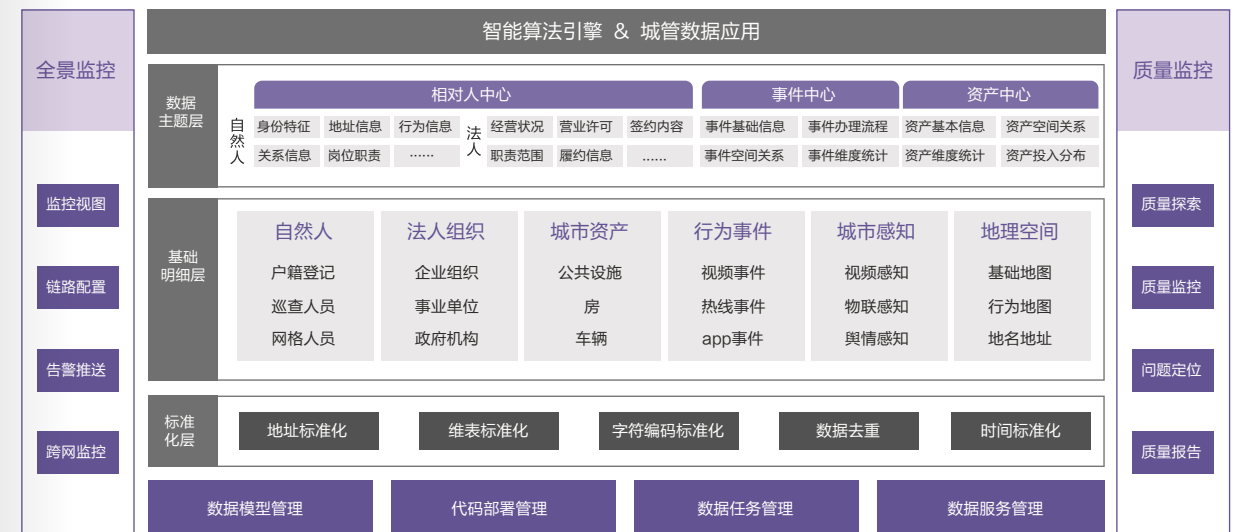 智能算法引擎 & 城管数据应用
全景监控
监控视图
链路配置
告警推送
跨网监控
数据
主题层
相对人中心
事件中心
资产中心
自然人
身份特征 地址信息 行为信息
关系信息 岗位职责 ......
法人
经营状况 营业许可 签约内容
职责范围 履约信息 ......
事件基础信息 事件办理流程
事件空间关系 事件维度统计
资产基本信息 资产空间关系
资产维度统计 资产投入分布
基础
明细层
自然人
户籍登记
巡查人员
网格人员
法人组织
企业组织
事业单位
政府机构
城市资产
公共设施
房
车辆
行为事件
视频事件
热线事件
app事件
城市感知
视频感知
物联感知
舆情感知
地理空间
基础地图
行为地图
地名地址
标准
化层
地址标准化
维表标准化
字符编码标准化
数据去重
时间标准化
数据模型管理
代码部署管理
数据任务管理
数据服务管理
质量监控
质量探索
质量监控
问题定位
质量报告